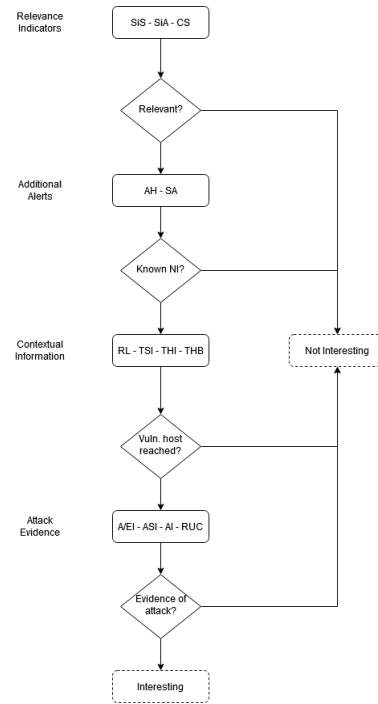 Relevance
Indicators
SiS - SiA - CS
Relevant?
Additional
Alerts
AH - SA
Known NI?
Contextual
Information
RL - TSI - THI - THB
Not Interesting
Vuln. host
reached?
Attack
Evidence
A/EI - ASI - AI - RUC
Evidence of
attack?
Interesting